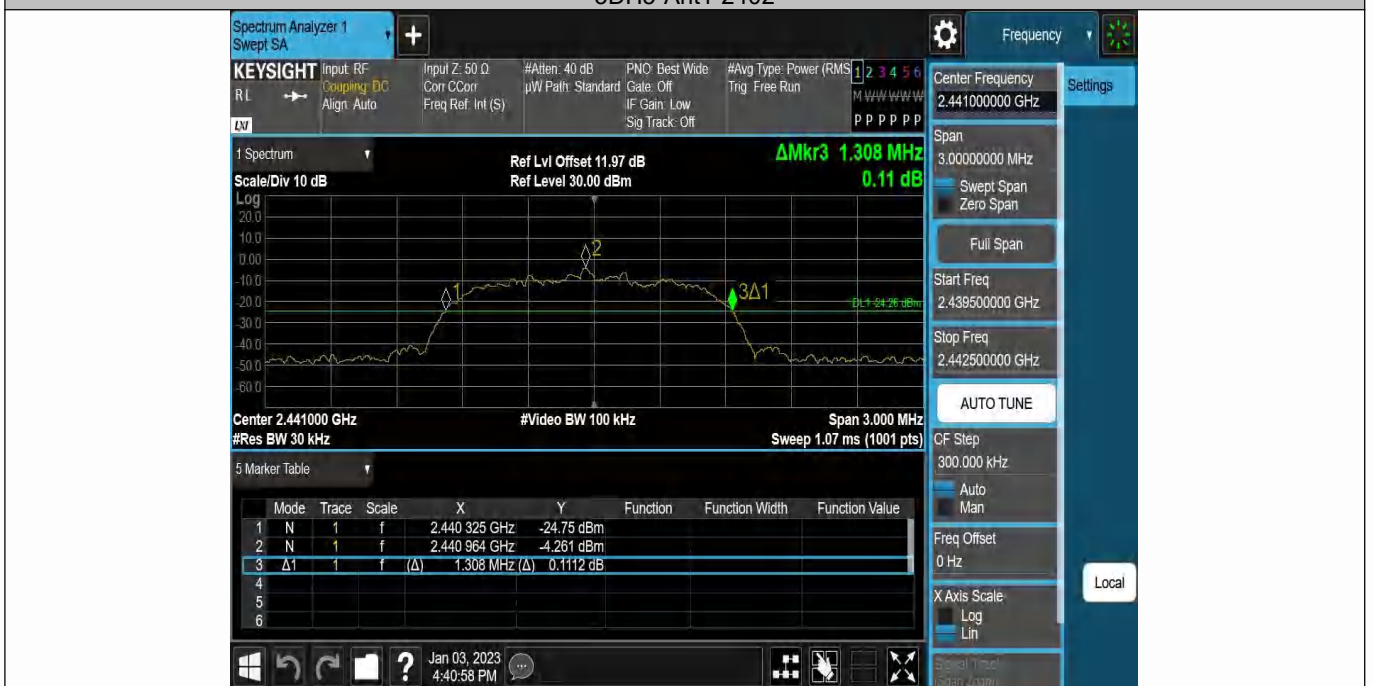 Spectrum Analyzer 1
Swept SA
Frequency
KEYSIGHT
RL
LXI
Input: RF
Coupling: DC
Align: Auto
Input Z: 50 Ω
Corr CCorr
Freq Ref: Int (S)
#Atten: 40 dB
µW Path: Standard
PNO: Best Wide
Gate: Off
IF Gain: Low
Sig Track: Off
#Avg Type: Power (RMS
Trig: Free Run
1 2 3 4 5 6
M W W W W W
P P P P P P
Center Frequency
2.441000000 GHz
Settings
Span
3.00000000 MHz
Swept Span
Zero Span
Full Span
Start Freq
2.439500000 GHz
Stop Freq
2.442500000 GHz
AUTO TUNE
CF Step
300.000 kHz
Auto
Man
Freq Offset
0 Hz
X Axis Scale
Log
Lin
Signal Track
(Span Zoom)
Local
1 Spectrum
Scale/Div 10 dB
Ref Lvl Offset 11.97 dB
Ref Level 30.00 dBm
ΔMkr3 1.308 MHz
0.11 dB
Log
20.0
10.0
0.00
-10.0
-20.0
-30.0
-40.0
-50.0
-60.0
1
2
3Δ1
DL1 -24.26 dBm
Center 2.441000 GHz
#Video BW 100 kHz
Span 3.000 MHz
#Res BW 30 kHz
Sweep 1.07 ms (1001 pts)
5 Marker Table
Mode Trace Scale X Y Function Function Width Function Value
1 N 1 f 2.440 325 GHz -24.75 dBm
2 N 1 f 2.440 964 GHz -4.261 dBm
3 Δ1 1 f (Δ) 1.308 MHz (Δ) 0.1112 dB
4
5
6
?
Jan 03, 2023
4:40:58 PM